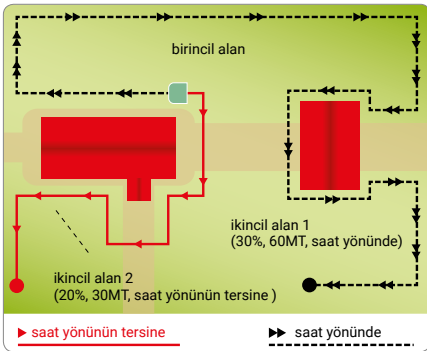 birincil alan
ikincil alan 1
(30%, 60MT, saat yönünde)
ikincil alan 2
(20%, 30MT, saat yönünün tersine )
saat yönünün tersine
saat yönünde